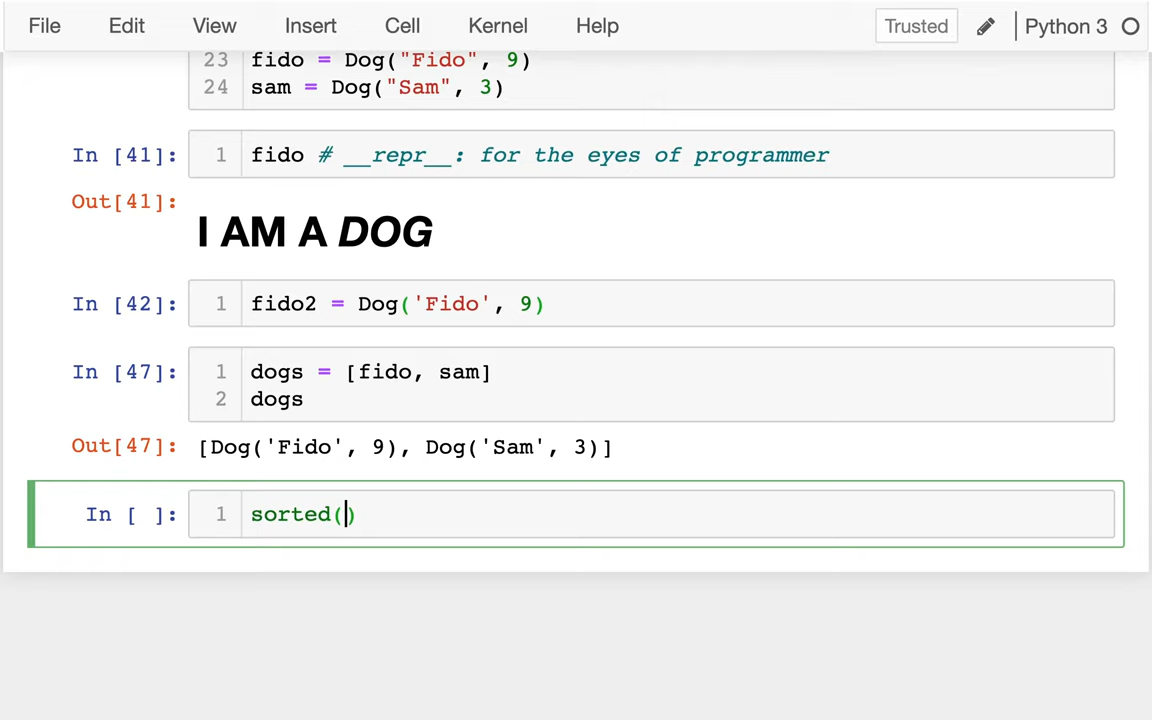 File Edit View Insert Cell Kernel Help Trusted Python 3
23 fido = Dog("Fido", 9)
24 sam = Dog("Sam", 3)
In [41]: 1 fido # __repr__: for the eyes of programmer
Out[41]:
I AM A DOG
In [42]: 1 fido2 = Dog('Fido', 9)
In [47]: 1 dogs = [fido, sam]
2 dogs
Out[47]: [Dog('Fido', 9), Dog('Sam', 3)]
In [ ]: 1 sorted()